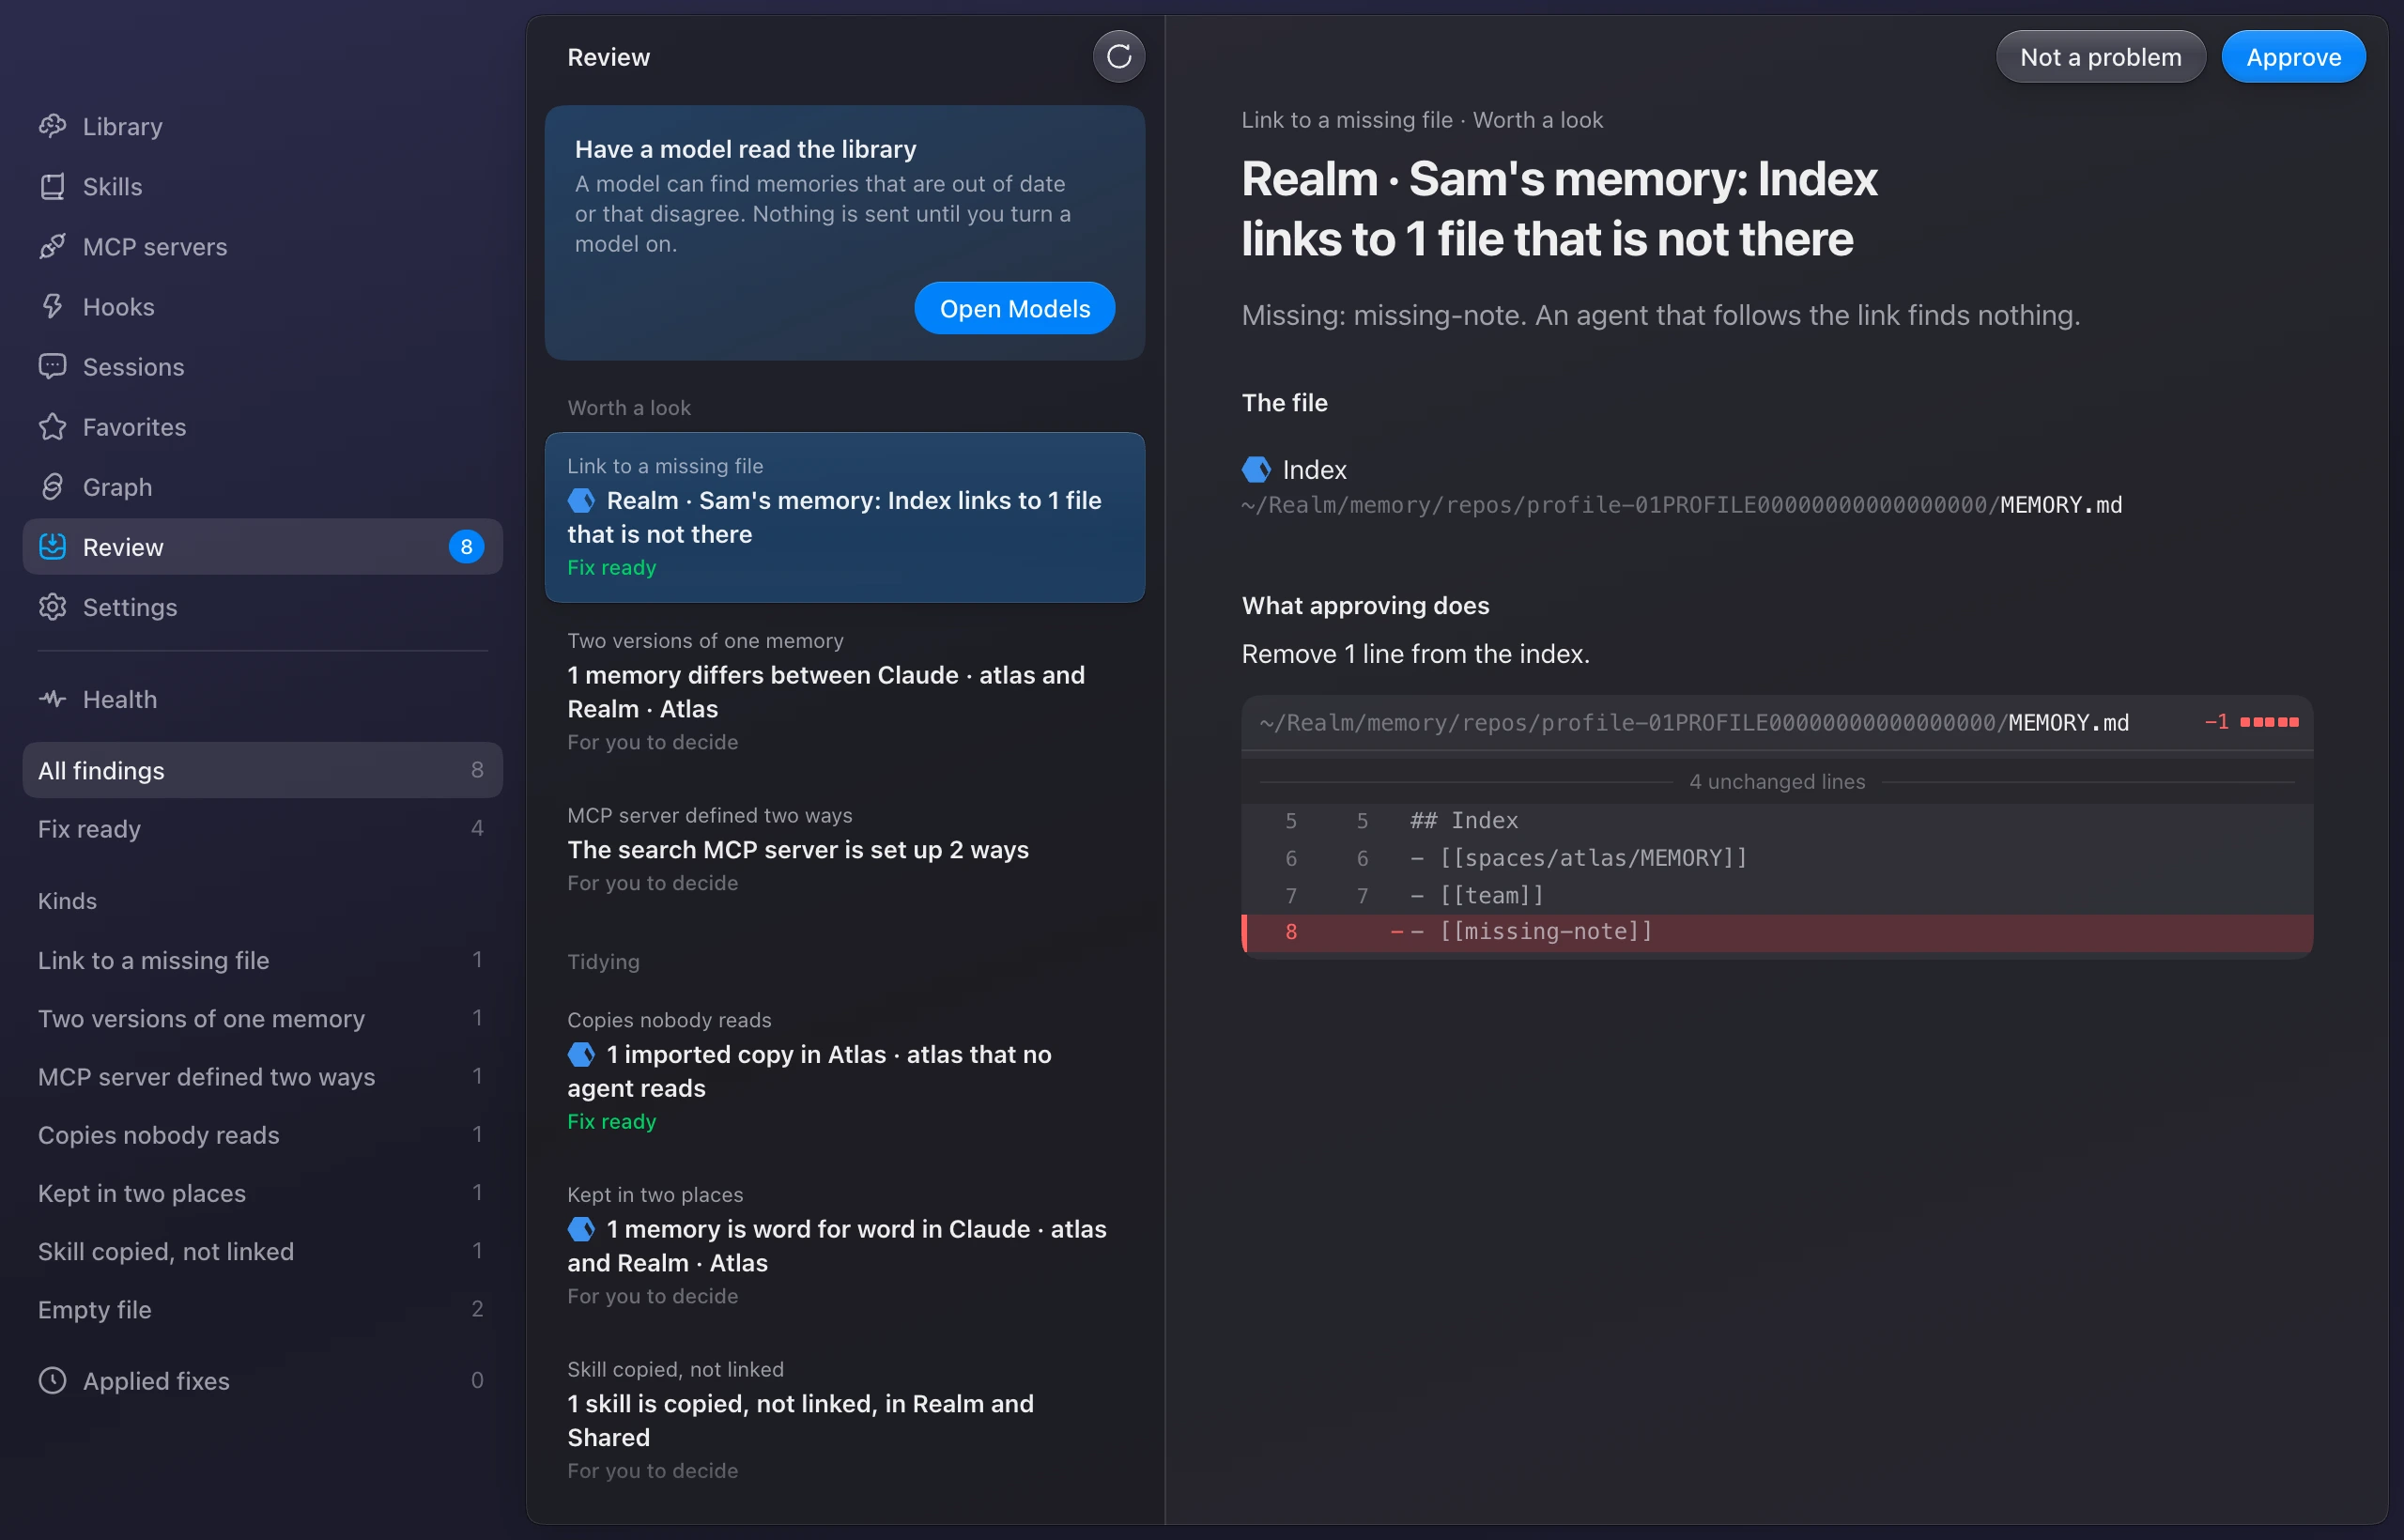 Library
Skills
MCP servers
Hooks
Sessions
Favorites
Graph
Review 8
Settings
Health
All findings 8
Fix ready 4
Kinds
Link to a missing file 1
Two versions of one memory 1
MCP server defined two ways 1
Copies nobody reads 1
Kept in two places 1
Skill copied, not linked 1
Empty file 2
Applied fixes 0
Review
Have a model read the library
A model can find memories that are out of date
or that disagree. Nothing is sent until you turn a
model on.
Open Models
Worth a look
Link to a missing file
Realm · Sam's memory: Index links to 1 file
that is not there
Fix ready
Two versions of one memory
1 memory differs between Claude · atlas and
Realm · Atlas
For you to decide
MCP server defined two ways
The search MCP server is set up 2 ways
For you to decide
Tidying
Copies nobody reads
1 imported copy in Atlas · atlas that no
agent reads
Fix ready
Kept in two places
1 memory is word for word in Claude · atlas
and Realm · Atlas
For you to decide
Skill copied, not linked
1 skill is copied, not linked, in Realm and
Shared
For you to decide
Not a problem
Approve
Link to a missing file · Worth a look
Realm · Sam's memory: Index
links to 1 file that is not there
Missing: missing-note. An agent that follows the link finds nothing.
The file
Index
~/Realm/memory/repos/profile-01PROFILE00000000000000000/MEMORY.md
What approving does
Remove 1 line from the index.
~/Realm/memory/repos/profile-01PROFILE00000000000000000/MEMORY.md −1
4 unchanged lines
5 5 ## Index
6 6 - [[spaces/atlas/MEMORY]]
7 7 - [[team]]
8 − - [[missing-note]]